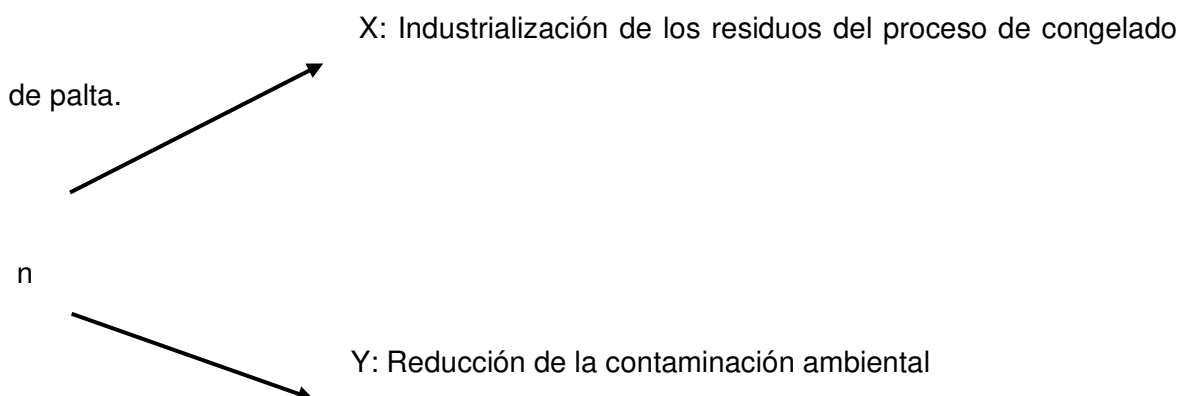 X: Industrialización de los residuos del proceso de congelado
de palta.
n
Y: Reducción de la contaminación ambiental